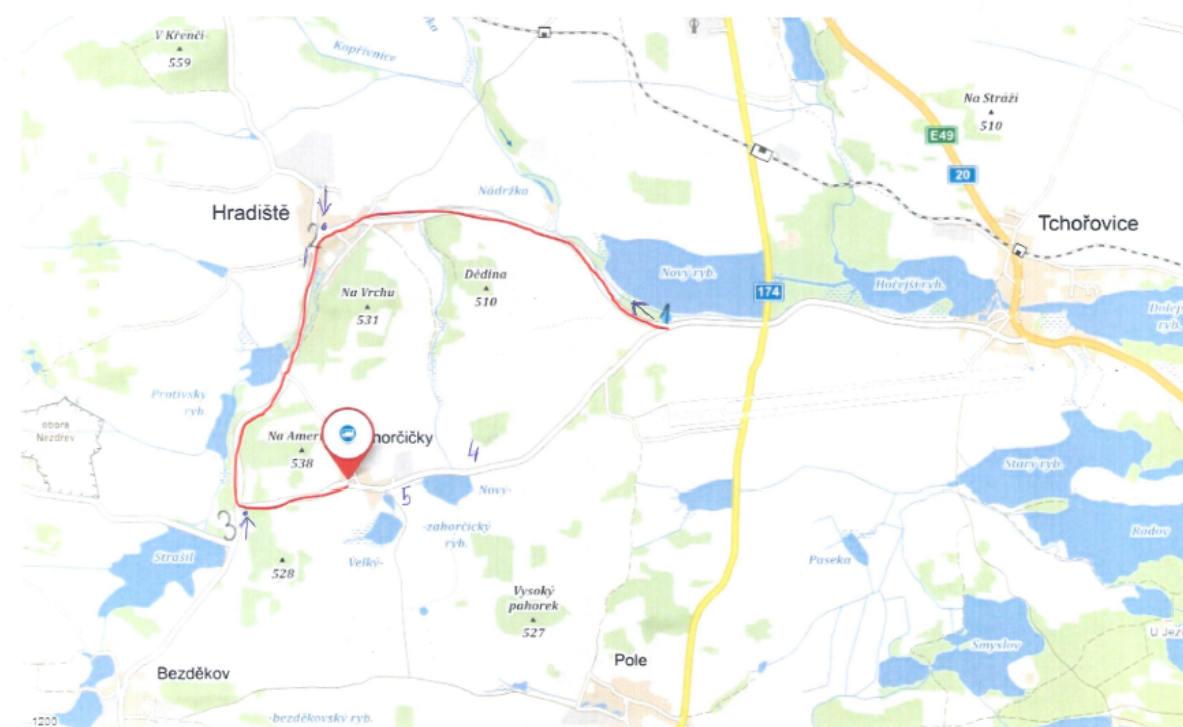 V Křenči
559
Kopřivnice
Na Stráži
510
E49
20
Nádržka
Hradiště
2
Tchořovice
Nový ryb.
174
Hořejší ryb.
Dolejš
ryb.
Dědina
510
Na Vrchu
531
1
Protivský
ryb.
obora
Nezdřev
Na Amer
538
horčičky
4
5
Nový-
-zahorčický
ryb.
Starý ryb.
Radov
3
Strašil
528
Velký-
Paseka
Vysoký
pahorek
527
Smyslov
U Jez
Bezděkov
Pole
-bezděkovský ryb.
1200